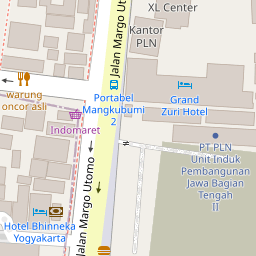 XL Center
Jalan Margo Utomo
Kantor
PLN
warung
oncor asli
Portabel
Mangkubumi
2
Grand
Zuri Hotel
Indomaret
PT PLN
Unit Induk
Pembangunan
Jawa Bagian
Tengah
II
Jalan Margo Utomo
Hotel Bhinneka
Yogyakarta